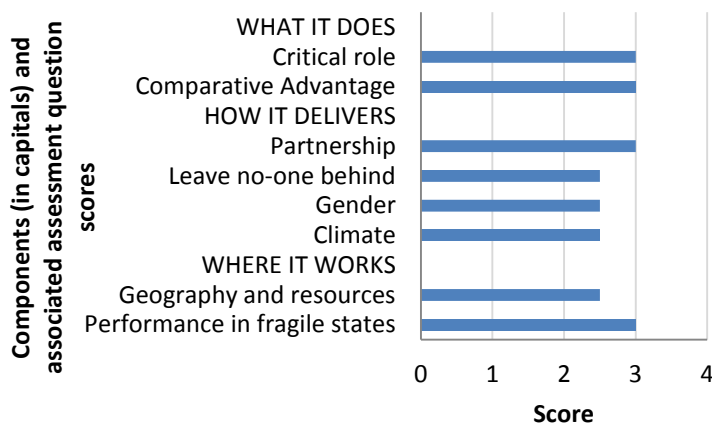 Components (in capitals) and
associated assessment question
scores
WHAT IT DOES
Critical role
Comparative Advantage
HOW IT DELIVERS
Partnership
Leave no-one behind
Gender
Climate
WHERE IT WORKS
Geography and resources
Performance in fragile states
0 1 2 3 4
Score